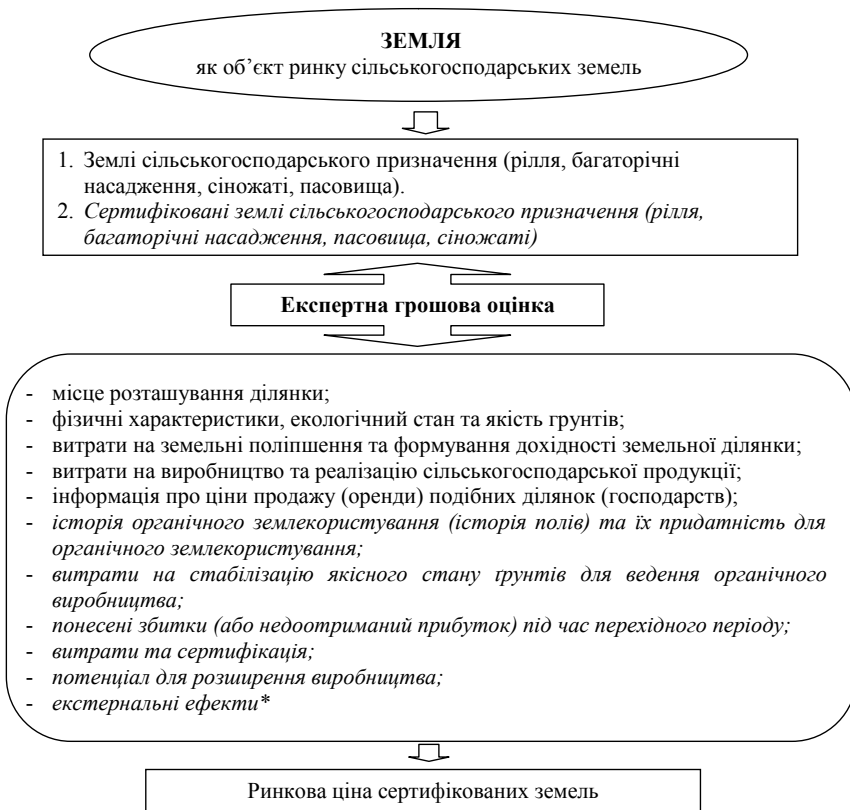 ЗЕМЛЯ
як об’єкт ринку сільськогосподарських земель
1. Землі сільськогосподарського призначення (рілля, багаторічні
насадження, сіножаті, пасовища).
2. Сертифіковані землі сільськогосподарського призначення (рілля,
багаторічні насадження, пасовища, сіножаті)
Експертна грошова оцінка
- місце розташування ділянки;
- фізичні характеристики, екологічний стан та якість грунтів;
- витрати на земельні поліпшення та формування дохідності земельної ділянки;
- витрати на виробництво та реалізацію сільськогосподарської продукції;
- інформація про ціни продажу (оренди) подібних ділянок (господарств);
- історія органічного землекористування (історія полів) та їх придатність для
органічного землекористування;
- витрати на стабілізацію якісного стану ґрунтів для ведення органічного
виробництва;
- понесені збитки (або недоотриманий прибуток) під час перехідного періоду;
- витрати та сертифікація;
- потенціал для розширення виробництва;
- екстернальні ефекти*
Ринкова ціна сертифікованих земель